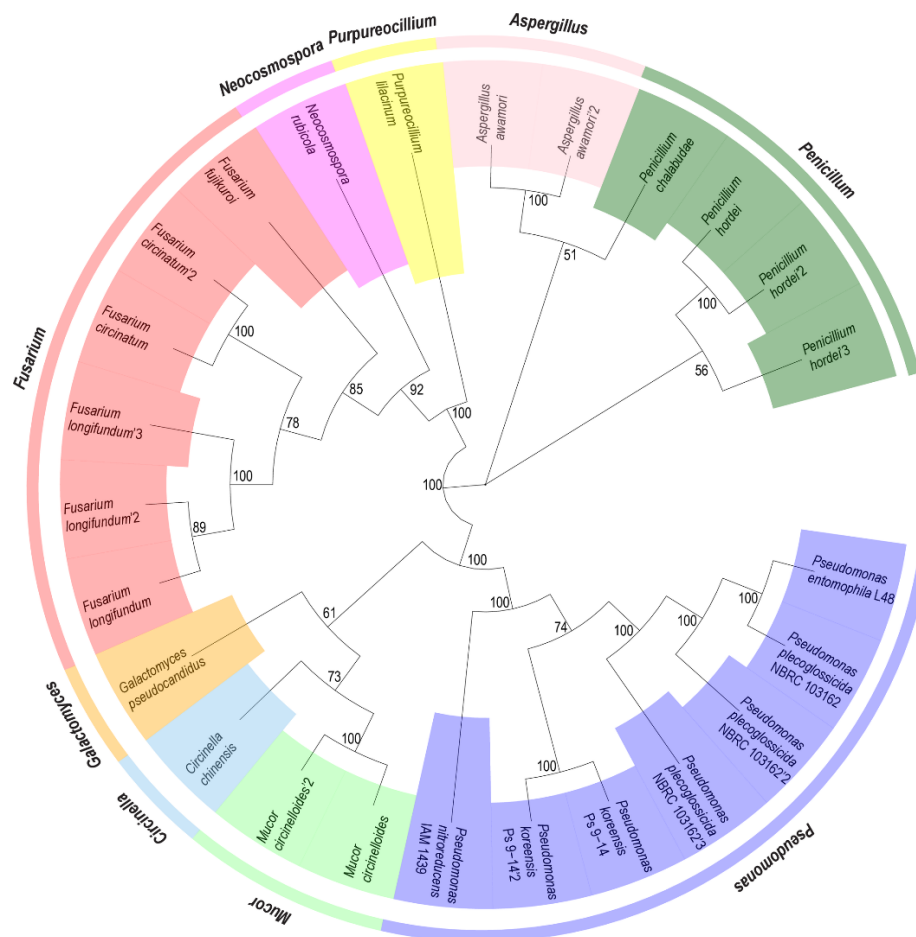 Aspergillus
Purpureocillium
Neocosmospora
Penicillum
Fusarium
Galactomyces
Circinella
Mucor
Pseudomonas
Aspergillus
awamori
Aspergillus
awamori'2
Penicillium
chalabudae
Penicillium
hordei
Penicillium
hordei'2
Penicillium
hordei'3
Purpureocillium
lilacinum
Neocosmospora
rubicola
Fusarium
fujikuroi
Fusarium
circinatum'2
Fusarium
circinatum
Fusarium
longifundum'3
Fusarium
longifundum'2
Fusarium
longifundum
Galactomyces
pseudocandidus
Circinella
chinensis
Mucor
circinelloides'2
Mucor
circinelloides
Pseudomonas
nitroreducens
IAM 1439
Pseudomonas
koreensis
Ps 9−14'2
Pseudomonas
koreensis
Ps 9−14
Pseudomonas
plecoglossicida
NBRC 103162'3
Pseudomonas
plecoglossicida
NBRC 103162'2
Pseudomonas
plecoglossicida
NBRC 103162
Pseudomonas
entomophila L48
100
51
100
56
100
92
85
78
100
100
89
100
100
61
73
100
100
74
100
100
100
100